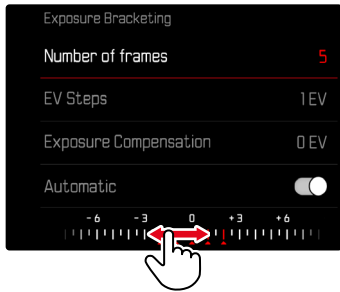 Exposure Bracketing
Number of frames 5
EV Steps 1 EV
Exposure Compensation 0 EV
Automatic
-6 -3 0 +3 +6